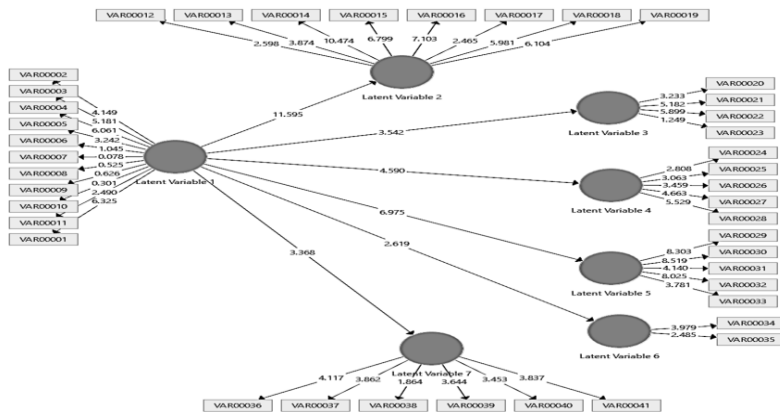 VAR00012 VAR00013 VAR00014 VAR00015 VAR00016 VAR00017 VAR00018 VAR00019
2.598 3.874 10.474 6.799 7.103 2.465 5.981 6.104
Latent Variable 2
VAR00002
VAR00003
VAR00004
VAR00005
VAR00006
VAR00007
VAR00008
VAR00009
VAR00010
VAR00011
VAR00001
4.149
5.181
6.061
3.242
1.045
0.078
0.525
0.626
0.301
2.490
6.325
Latent Variable 1
11.595
3.542
4.590
6.975
2.619
3.368
Latent Variable 3
3.233
5.182
5.899
1.249
VAR00020
VAR00021
VAR00022
VAR00023
Latent Variable 4
2.808
3.063
3.459
4.663
5.529
VAR00024
VAR00025
VAR00026
VAR00027
VAR00028
Latent Variable 5
8.303
8.519
4.140
8.025
3.781
VAR00029
VAR00030
VAR00031
VAR00032
VAR00033
Latent Variable 6
3.979
2.485
VAR00034
VAR00035
Latent Variable 7
4.117 3.862 1.864 3.644 3.453 3.837
VAR00036 VAR00037 VAR00038 VAR00039 VAR00040 VAR00041